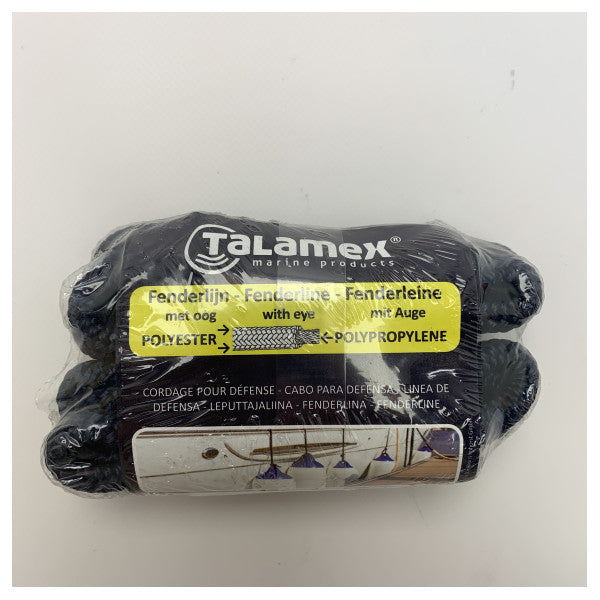 TaLamex®
marine products
Fenderlijn - Fenderline - Fenderleine
met oog with eye mit Auge
POLYESTER POLYPROPYLENE
CORDAGE POUR DÉFENSE - CABO PARA DEFENSA - LINEA DE
DEFENSA - LEPUTTAJALIINA - FENDERLINA - FENDERLINE